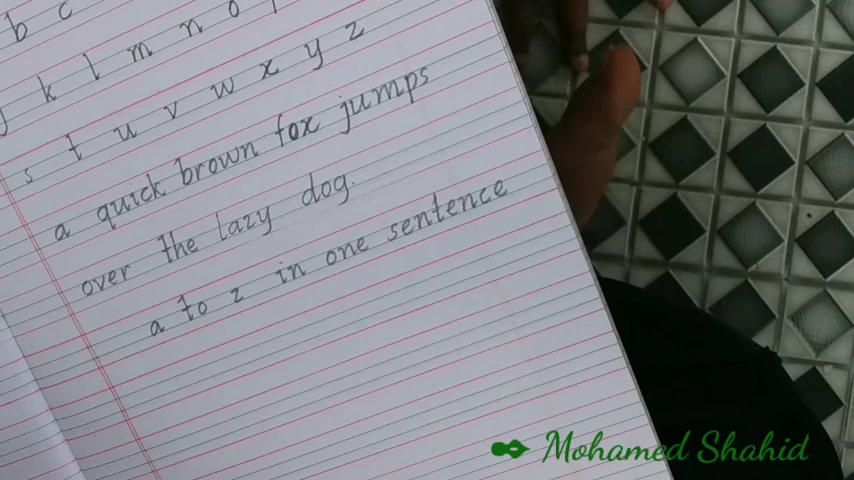 b c
k l m n o
s t u v w x y z
a quick brown fox jumps
over the lazy dog.
a to z in one sentence
Mohamed Shahid